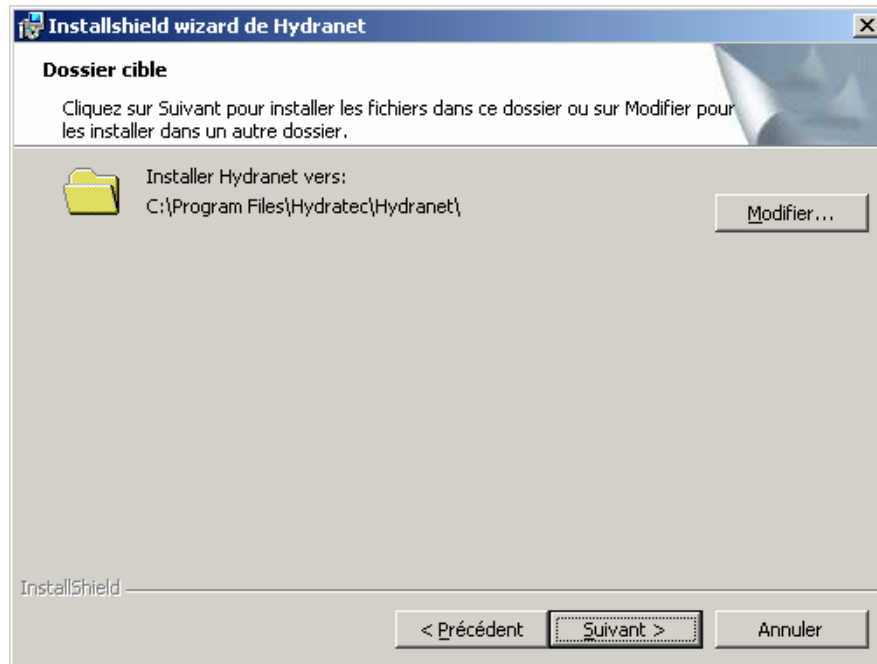 Installshield wizard de Hydranet
Dossier cible
Cliquez sur Suivant pour installer les fichiers dans ce dossier ou sur Modifier pour
les installer dans un autre dossier.
Installer Hydranet vers:
C:\Program Files\Hydratec\Hydranet\
Modifier...
InstallShield
< Précédent
Suivant >
Annuler